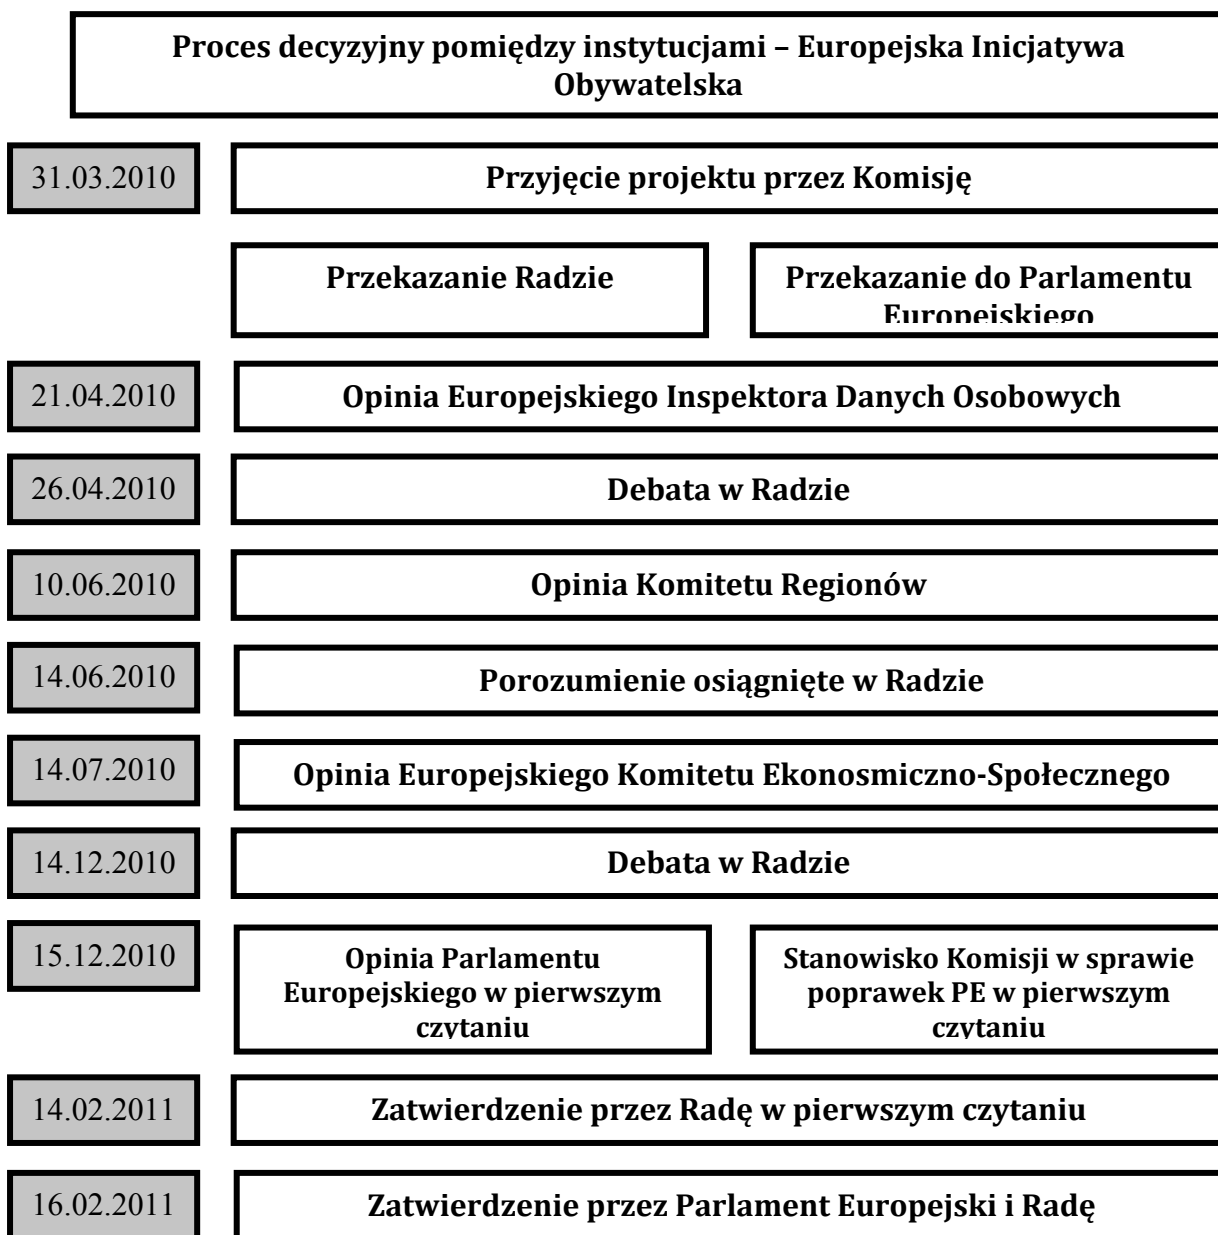 Proces decyzyjny pomiędzy instytucjami – Europejska Inicjatywa
Obywatelska
31.03.2010
Przyjęcie projektu przez Komisję
Przekazanie Radzie
Przekazanie do Parlamentu
Europejskiego
21.04.2010
Opinia Europejskiego Inspektora Danych Osobowych
26.04.2010
Debata w Radzie
10.06.2010
Opinia Komitetu Regionów
14.06.2010
Porozumienie osiągnięte w Radzie
14.07.2010
Opinia Europejskiego Komitetu Ekonosmiczno-Społecznego
14.12.2010
Debata w Radzie
15.12.2010
Opinia Parlamentu
Europejskiego w pierwszym
czytaniu
Stanowisko Komisji w sprawie
poprawek PE w pierwszym
czytaniu
14.02.2011
Zatwierdzenie przez Radę w pierwszym czytaniu
16.02.2011
Zatwierdzenie przez Parlament Europejski i Radę